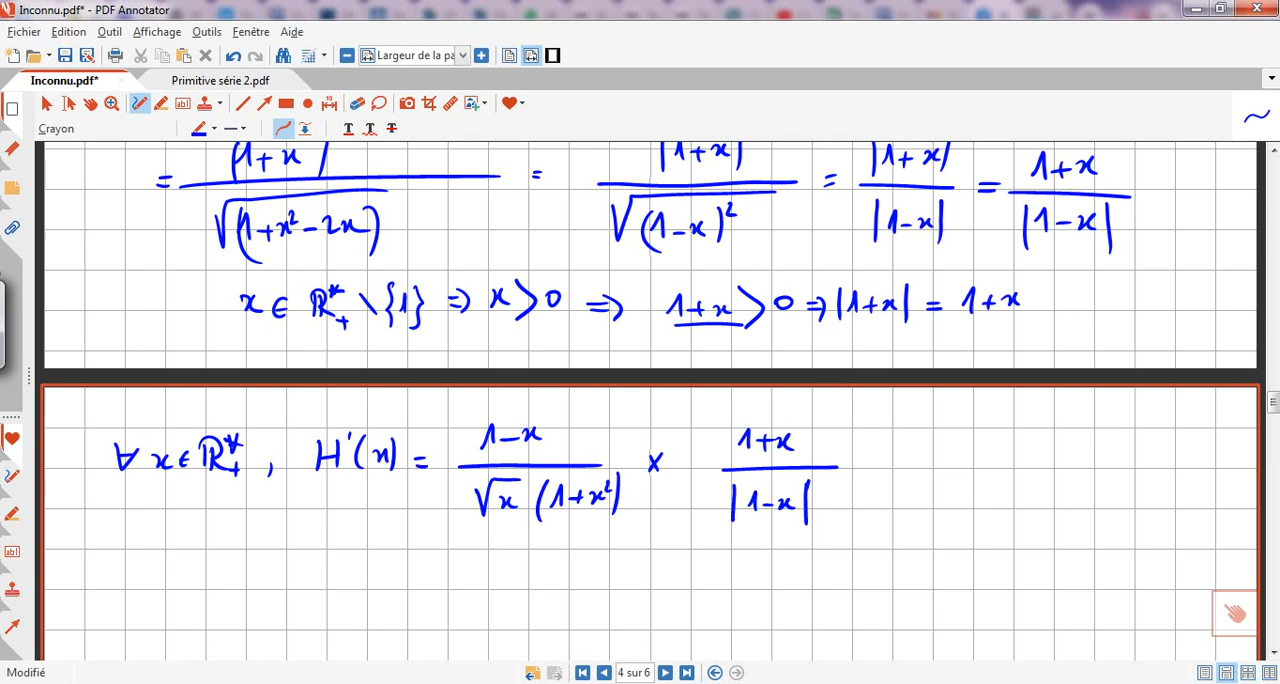 Inconnu.pdf* - PDF Annotator
Fichier Edition Outil Affichage Outils Fenêtre Aide
Largeur de la pa
Inconnu.pdf* Primitive série 2.pdf
Crayon
= |1+x| / √(1+x²-2x) = |1+x| / √(1-x)² = |1+x| / |1-x| = 1+x / |1-x|
x ∈ ℝ*₊ \ {1} ⇒ x > 0 ⇒ 1+x > 0 ⇒ |1+x| = 1+x
∀ x ∈ ℝ*₊, H'(x) = 1-x / √x (1+x²) × 1+x / |1-x|
Modifié 4 sur 6